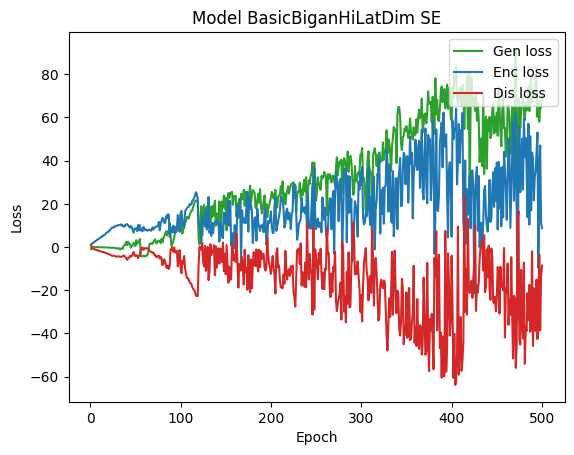 Model BasicBiganHiLatDim SE
Gen loss
Enc loss
Dis loss
80
60
40
20
0
−20
−40
−60
Loss
0
100
200
300
400
500
Epoch